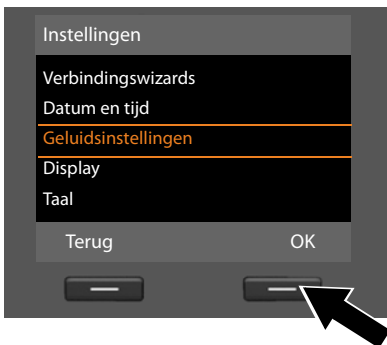 Instellingen
Verbindingswizards
Datum en tijd
Geluidsinstellingen
Display
Taal
Terug OK